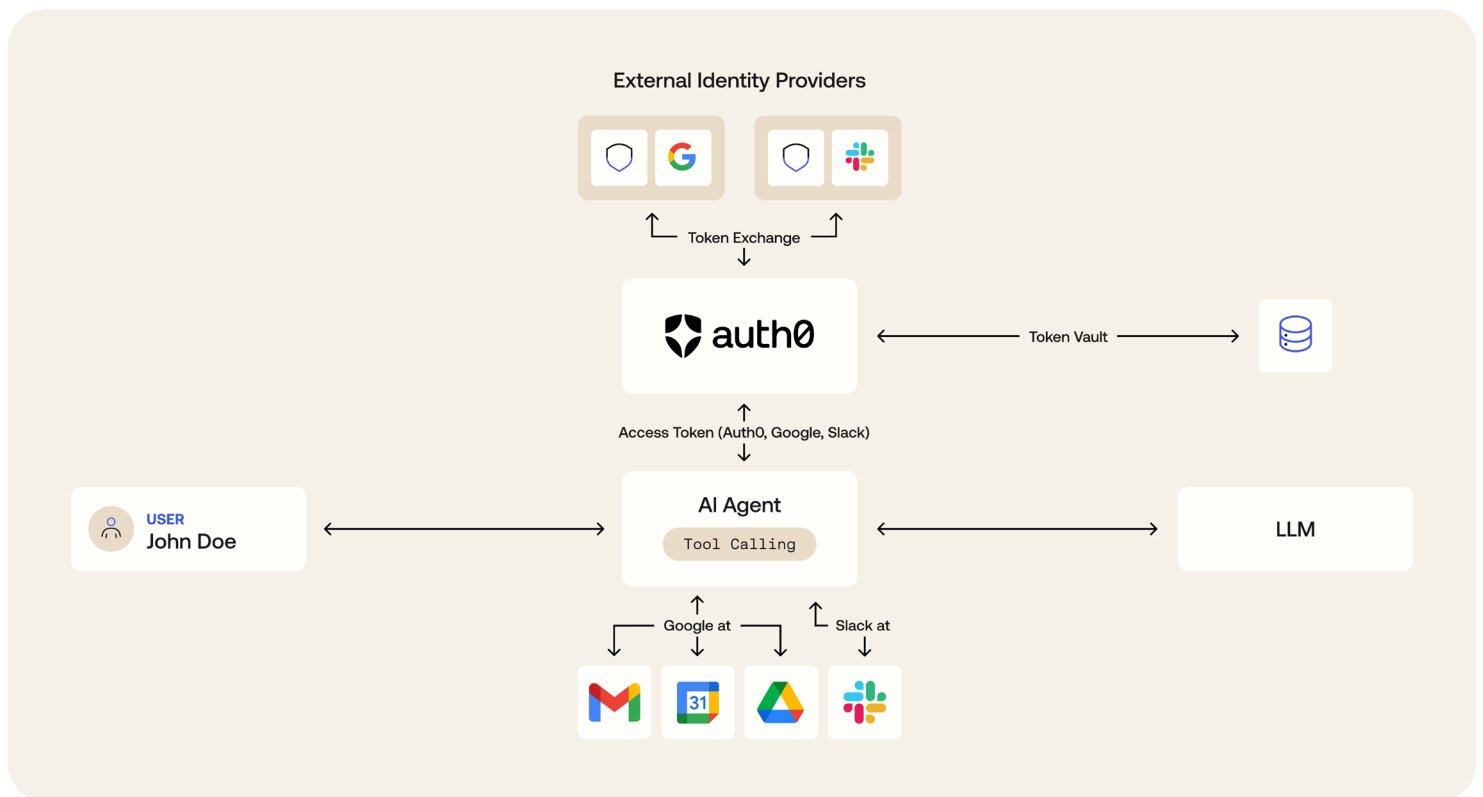 External Identity Providers
Token Exchange
auth0
Token Vault
Access Token (Auth0, Google, Slack)
USER
John Doe
AI Agent
Tool Calling
LLM
Google at
Slack at
31